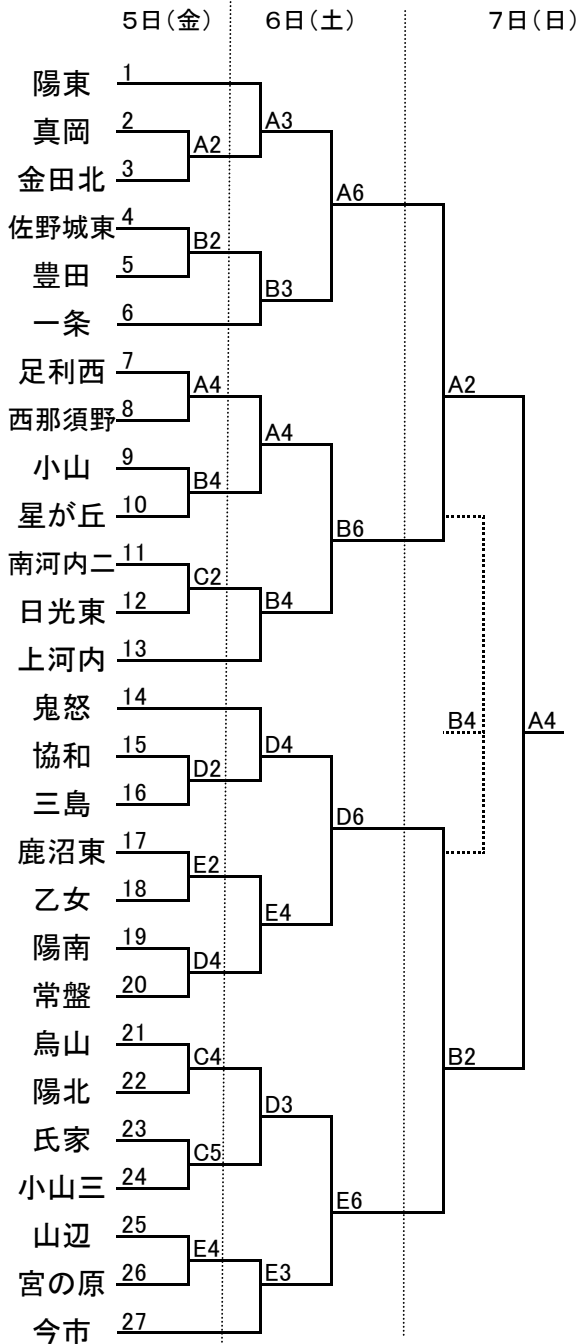 5日(金) 6日(土) 7日(日)
陽東 1
A3
真岡 2
A2
金田北 3
A6
佐野城東 4
B2
豊田 5
B3
一条 6
足利西 7
A4
A2
西那須野 8
A4
小山 9
B4
星が丘 10
B6
南河内二 11
C2
日光東 12
B4
上河内 13
鬼怒 14
B4
A4
協和 15
D4
D2
三島 16
D6
鹿沼東 17
E2
乙女 18
E4
陽南 19
D4
常盤 20
烏山 21
C4
B2
陽北 22
D3
氏家 23
C5
小山三 24
E6
山辺 25
E4
宮の原 26
E3
今市 27